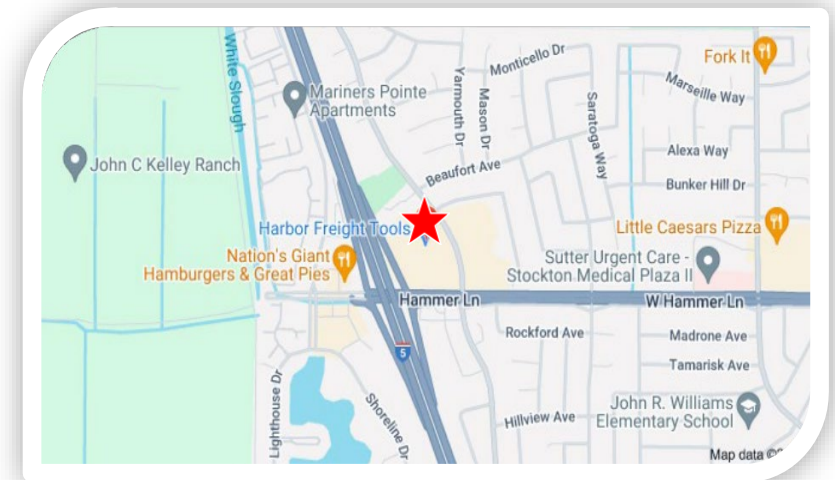 White Slough
Monticello Dr
Fork It
Mariners Pointe
Apartments
Yarmouth Dr
Mason Dr
Saratoga Way
Marseille Way
John C Kelley Ranch
Beaufort Ave
Alexa Way
Bunker Hill Dr
Harbor Freight Tools
Little Caesars Pizza
Nation's Giant
Hamburgers & Great Pies
Sutter Urgent Care -
Stockton Medical Plaza II
Hammer Ln
W Hammer Ln
Rockford Ave
Madrone Ave
5
Tamarisk Ave
Lighthouse Dr
Shoreline Dr
Hillview Ave
John R. Williams
Elementary School
Map data